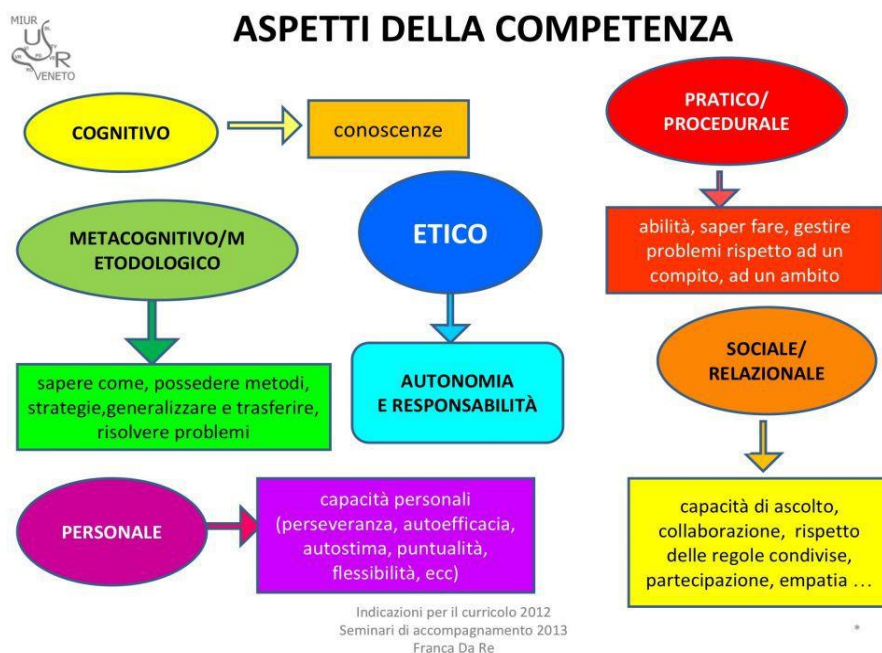 MIUR
USR
VENETO
ASPETTI DELLA COMPETENZA
COGNITIVO
conoscenze
PRATICO/
PROCEDURALE
abilità, saper fare, gestire
problemi rispetto ad un
compito, ad un ambito
METACOGNITIVO/M
ETODOLOGICO
sapere come, possedere metodi,
strategie,generalizzare e trasferire,
risolvere problemi
ETICO
AUTONOMIA
E RESPONSABILITÀ
SOCIALE/
RELAZIONALE
capacità di ascolto,
collaborazione, rispetto
delle regole condivise,
partecipazione, empatia …
PERSONALE
capacità personali
(perseveranza, autoefficacia,
autostima, puntualità,
flessibilità, ecc)
Indicazioni per il curricolo 2012
Seminari di accompagnamento 2013
Franca Da Re
*